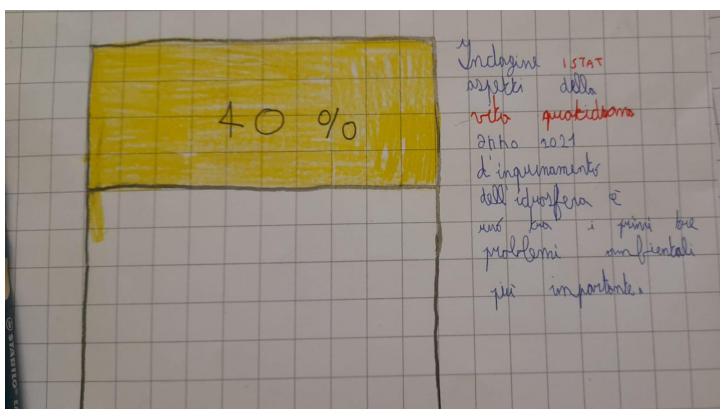 40%
Indagine ISTAT
aspetti della
vita quotidiana
anno 2021
d'inquinamento
dell'idrosfera è
uno tra i primi tre
problemi ambientali
più importante.
STABILO